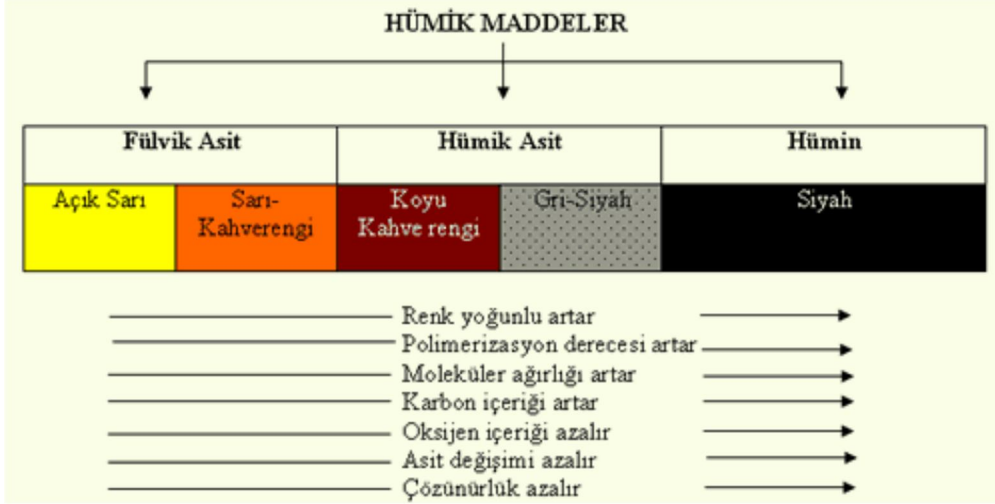 HÜMİK MADDELER
Fülvik Asit
Hümik Asit
Hümin
Açık Sarı
Sarı-
Kahverengi
Koyu
Kahve rengi
Gri-Siyah
Siyah
Renk yoğunlu artar
Polimerizasyon derecesi artar
Moleküler ağırlığı artar
Karbon içeriği artar
Oksijen içeriği azalır
Asit değişimi azalır
Çözünürlük azalır